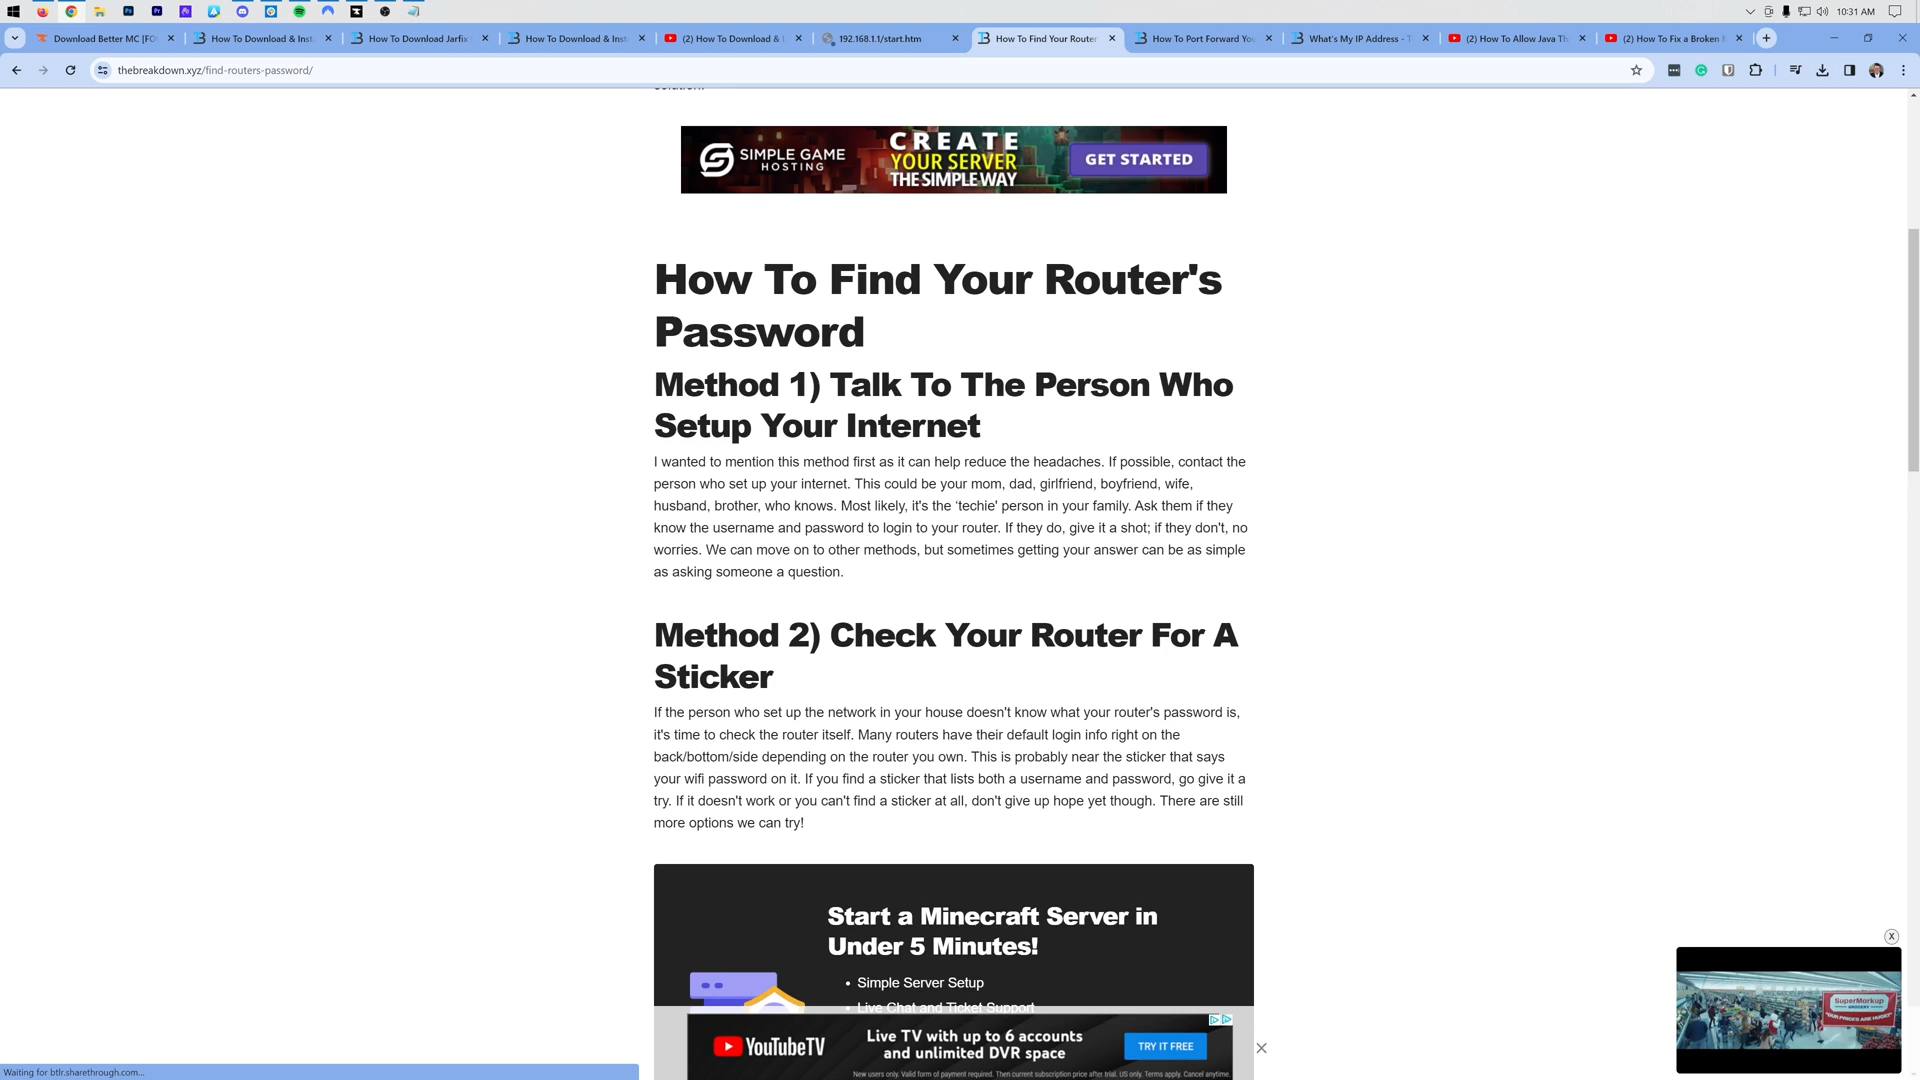 10:31 AM
Download Better MC [FO
How To Download & Inst
How To Download Jarfix
How To Download & Inst
(2) How To Download & I
192.168.1.1/start.htm
How To Find Your Router
How To Port Forward You
What's My IP Address - T
(2) How To Allow Java Th
(2) How To Fix a Broken
thebreakdown.xyz/find-routers-password/
SIMPLE GAME
HOSTING
CREATE
YOUR SERVER
THE SIMPLE WAY
GET STARTED
How To Find Your Router's
Password
Method 1) Talk To The Person Who
Setup Your Internet
I wanted to mention this method first as it can help reduce the headaches. If possible, contact the
person who set up your internet. This could be your mom, dad, girlfriend, boyfriend, wife,
husband, brother, who knows. Most likely, it's the ‘techie' person in your family. Ask them if they
know the username and password to login to your router. If they do, give it a shot; if they don't, no
worries. We can move on to other methods, but sometimes getting your answer can be as simple
as asking someone a question.
Method 2) Check Your Router For A
Sticker
If the person who set up the network in your house doesn't know what your router's password is,
it's time to check the router itself. Many routers have their default login info right on the
back/bottom/side depending on the router you own. This is probably near the sticker that says
your wifi password on it. If you find a sticker that lists both a username and password, go give it a
try. If it doesn't work or you can't find a sticker at all, don't give up hope yet though. There are still
more options we can try!
Start a Minecraft Server in
Under 5 Minutes!
• Simple Server Setup
• Live Chat and Ticket Support
YouTubeTV
Live TV with up to 6 accounts
and unlimited DVR space
TRY IT FREE
New users only. Valid form of payment required. Then current subscription price after trial. US only. Terms apply. Cancel anytime.
SuperMorkup
"OUR PRICES ARE HUGE!"
Waiting for btlr.sharethrough.com...